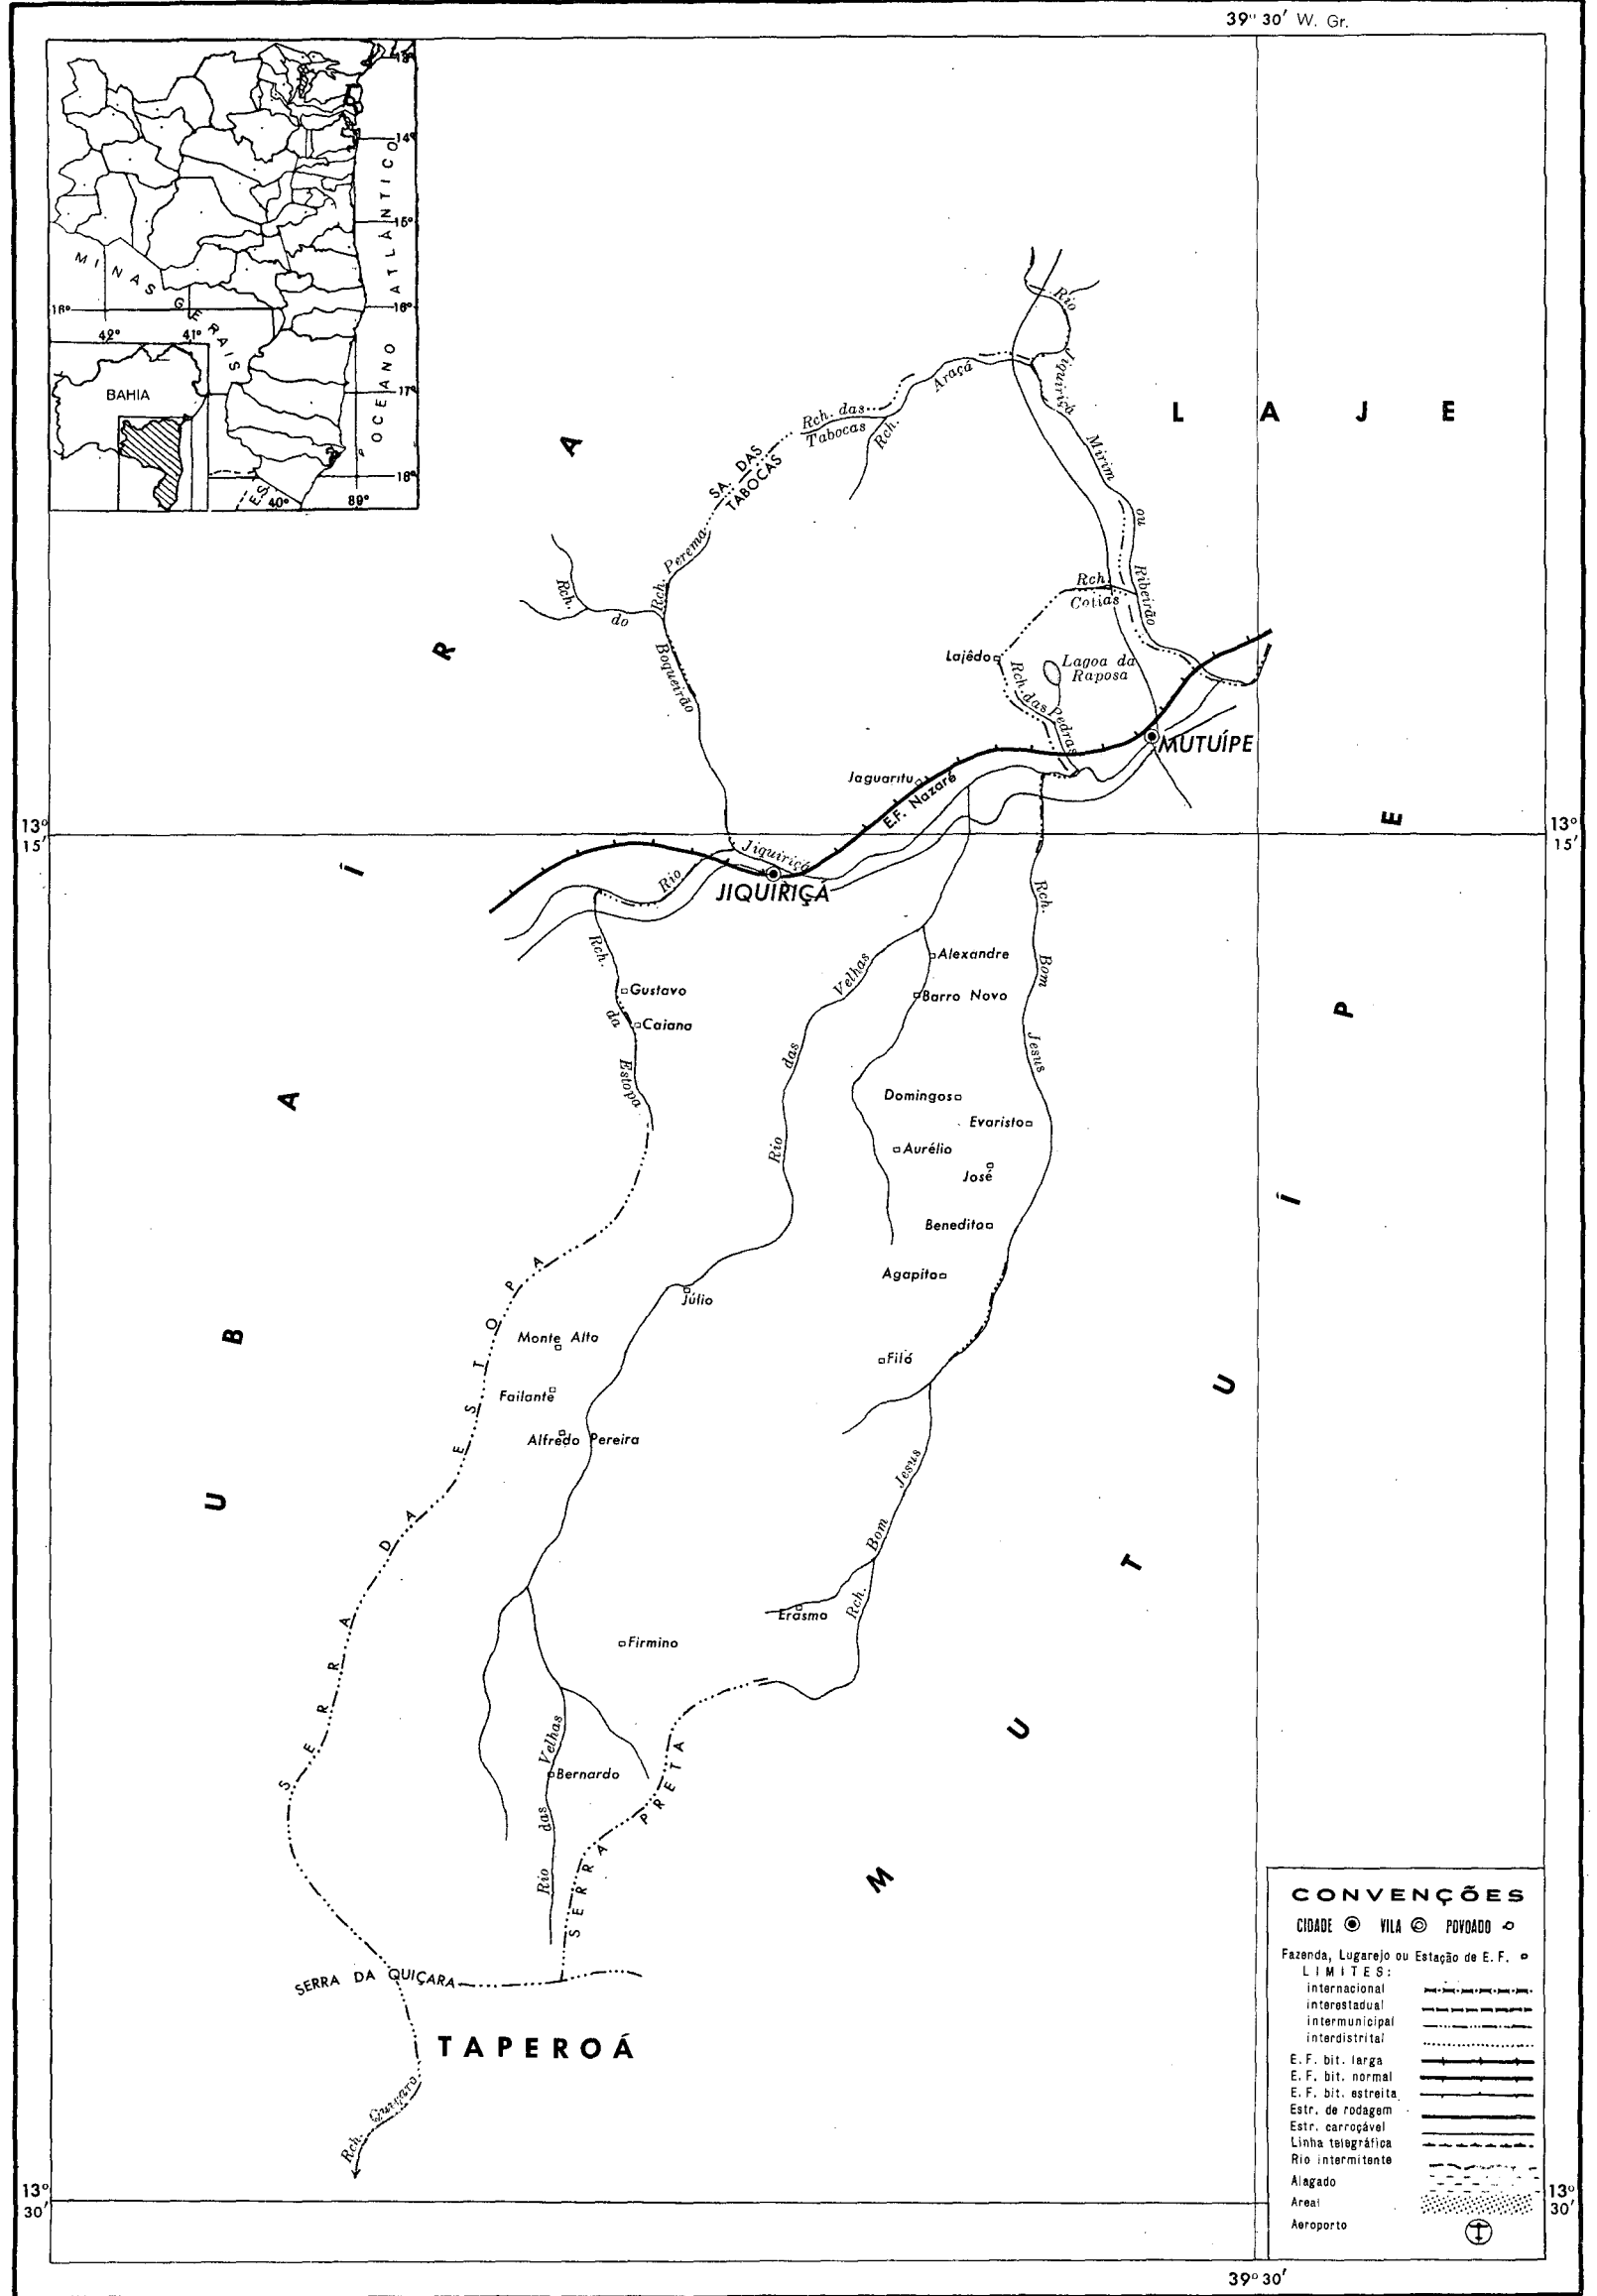 39° 30′ W. Gr.
13°
14°
15°
16°
16°
17°
18°
42°
41°
40°
39°
MINAS GERAIS
OCEANO ATLÂNTICO
BAHIA
ES.
LAJE
Rio
Jiquiriçá
Mirim
ou
Ribeirão
Araçá
Rch.
Rch. das
Tabocas
SA. DAS
TABOCAS
Rch. Perema
Rch.
do
Boqueirão
Rch.
Cotias
Lajêdo
Lagoa da
Raposa
Rch. das Pedras
MUTUÍPE
Jaguaritu
E.F. Nazaré
13°
15′
13°
15′
Rio
Jiquiriçá
JIQUIRIÇÁ
Rch.
da
Estopa
Gustavo
Caiana
Alexandre
Barro Novo
Rio das Velhas
Rch. Bom Jesus
Domingos
Evaristo
Aurélio
José
Benedito
Agapito
Júlio
Monte Alto
Failante
Filó
Alfredo Pereira
SERRA DA ESTOPA
Rch. Bom Jesus
Erasmo
Firmino
Bernardo
Rio das Velhas
SERRA PRETA
UBAÍRA
MUTUÍPE
SERRA DA QUIÇARA
TAPEROÁ
Rch. Quiçara
CONVENÇÕES
CIDADE VILA POVOADO
Fazenda, Lugarejo ou Estação de E. F.
LIMITES:
internacional
interestadual
intermunicipal
interdistrital
E. F. bit. larga
E. F. bit. normal
E. F. bit. estreita
Estr. de rodagem
Estr. carroçável
Linha telegráfica
Rio intermitente
Alagado
Areal
Aeroporto
13°
30′
13°
30′
39° 30′